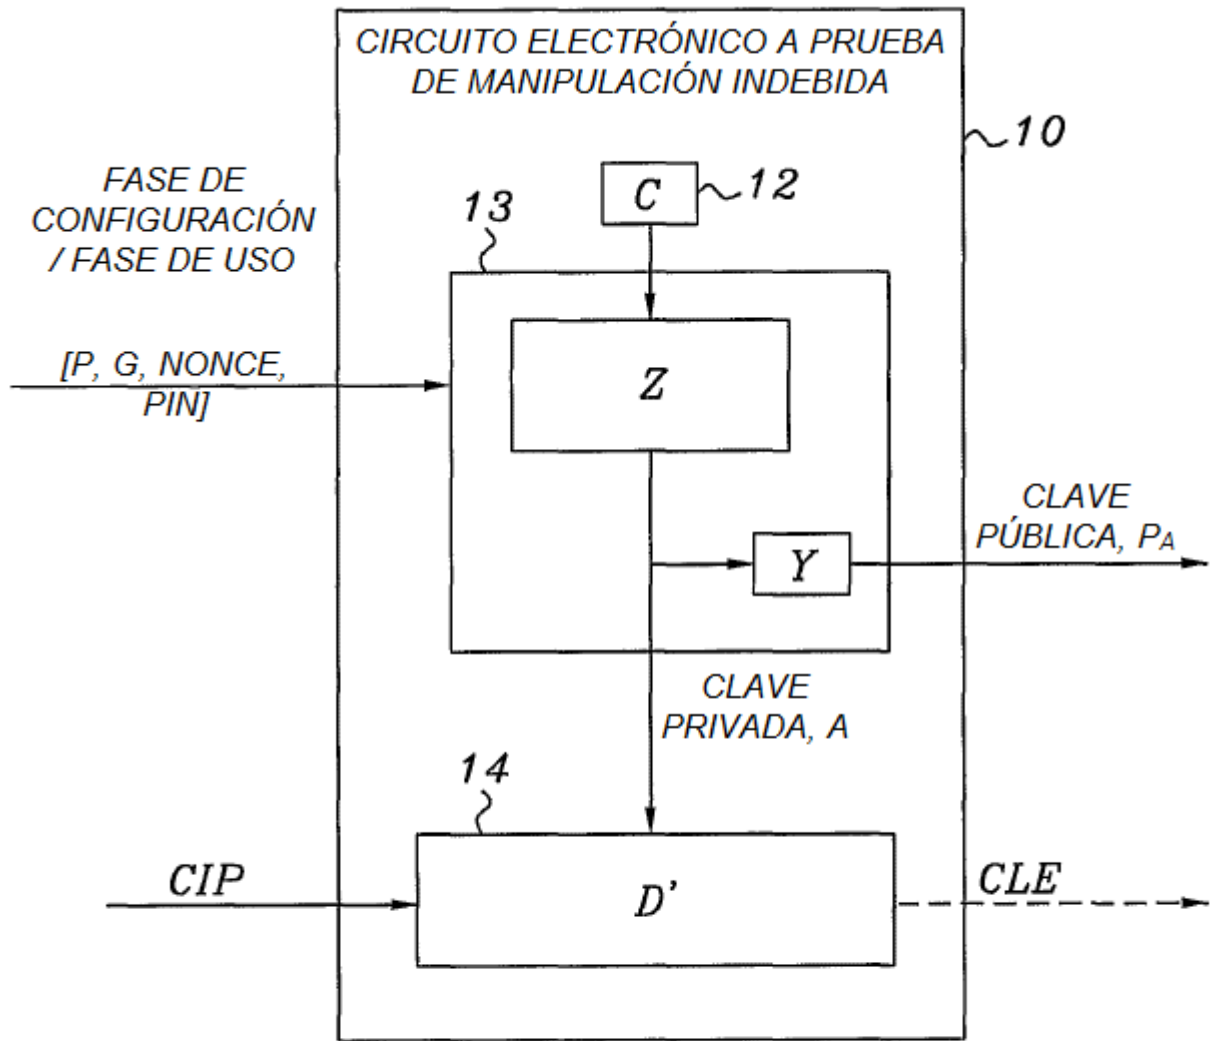 CIRCUITO ELECTRÓNICO A PRUEBA
DE MANIPULACIÓN INDEBIDA
10
FASE DE
CONFIGURACIÓN
/ FASE DE USO
C
12
13
[P, G, NONCE,
PIN]
Z
CLAVE
PÚBLICA, PA
Y
CLAVE
PRIVADA, A
14
CIP
D'
CLE